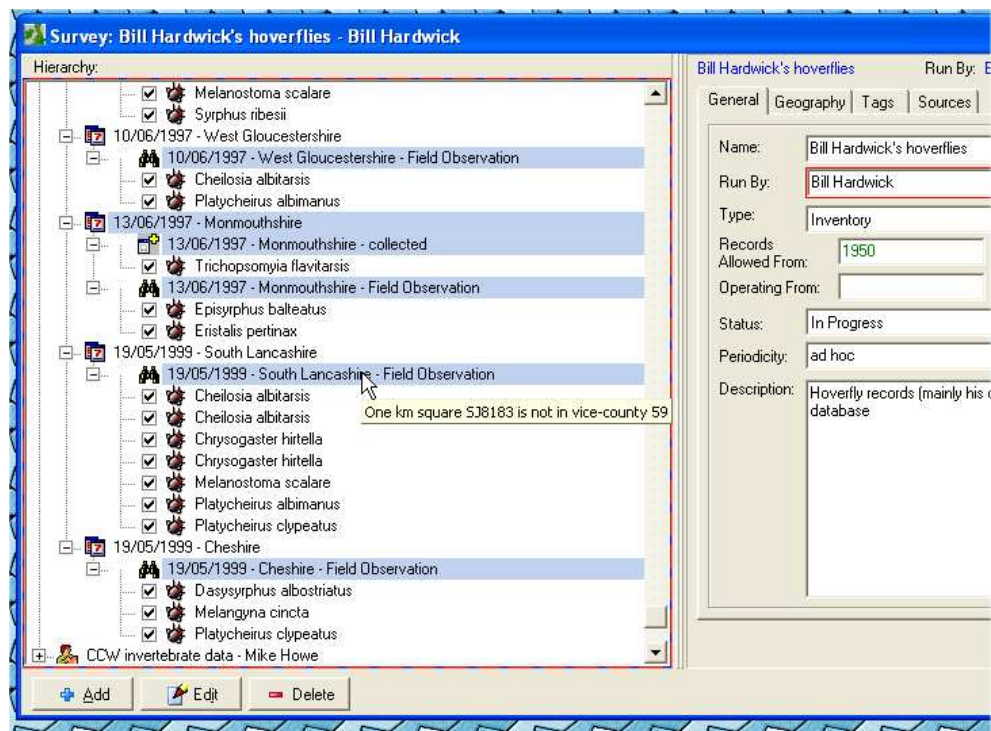 Survey: Bill Hardwick's hoverflies - Bill Hardwick
Hierarchy:
Melanostoma scalare
Syrphus ribesii
10/06/1997 - West Gloucestershire
10/06/1997 - West Gloucestershire - Field Observation
Cheilosia albitarsis
Platycheirus albimanus
13/06/1997 - Monmouthshire
13/06/1997 - Monmouthshire - collected
Trichopsomyia flavitarsis
13/06/1997 - Monmouthshire - Field Observation
Episyrphus balteatus
Eristalis pertinax
19/05/1999 - South Lancashire
19/05/1999 - South Lancashire - Field Observation
Cheilosia albitarsis
One km square SJ8183 is not in vice-county 59
Cheilosia albitarsis
Chrysogaster hirtella
Chrysogaster hirtella
Melanostoma scalare
Platycheirus albimanus
Platycheirus clypeatus
19/05/1999 - Cheshire
19/05/1999 - Cheshire - Field Observation
Dasysyrphus albostriatus
Melangyna cincta
Platycheirus clypeatus
CCW invertebrate data - Mike Howe
Add Edit Delete
Bill Hardwick's hoverflies Run By:
General Geography Tags Sources
Name: Bill Hardwick's hoverflies
Run By: Bill Hardwick
Type: Inventory
Records
Allowed From: 1950
Operating From:
Status: In Progress
Periodicity: ad hoc
Description: Hoverfly records (mainly his
database